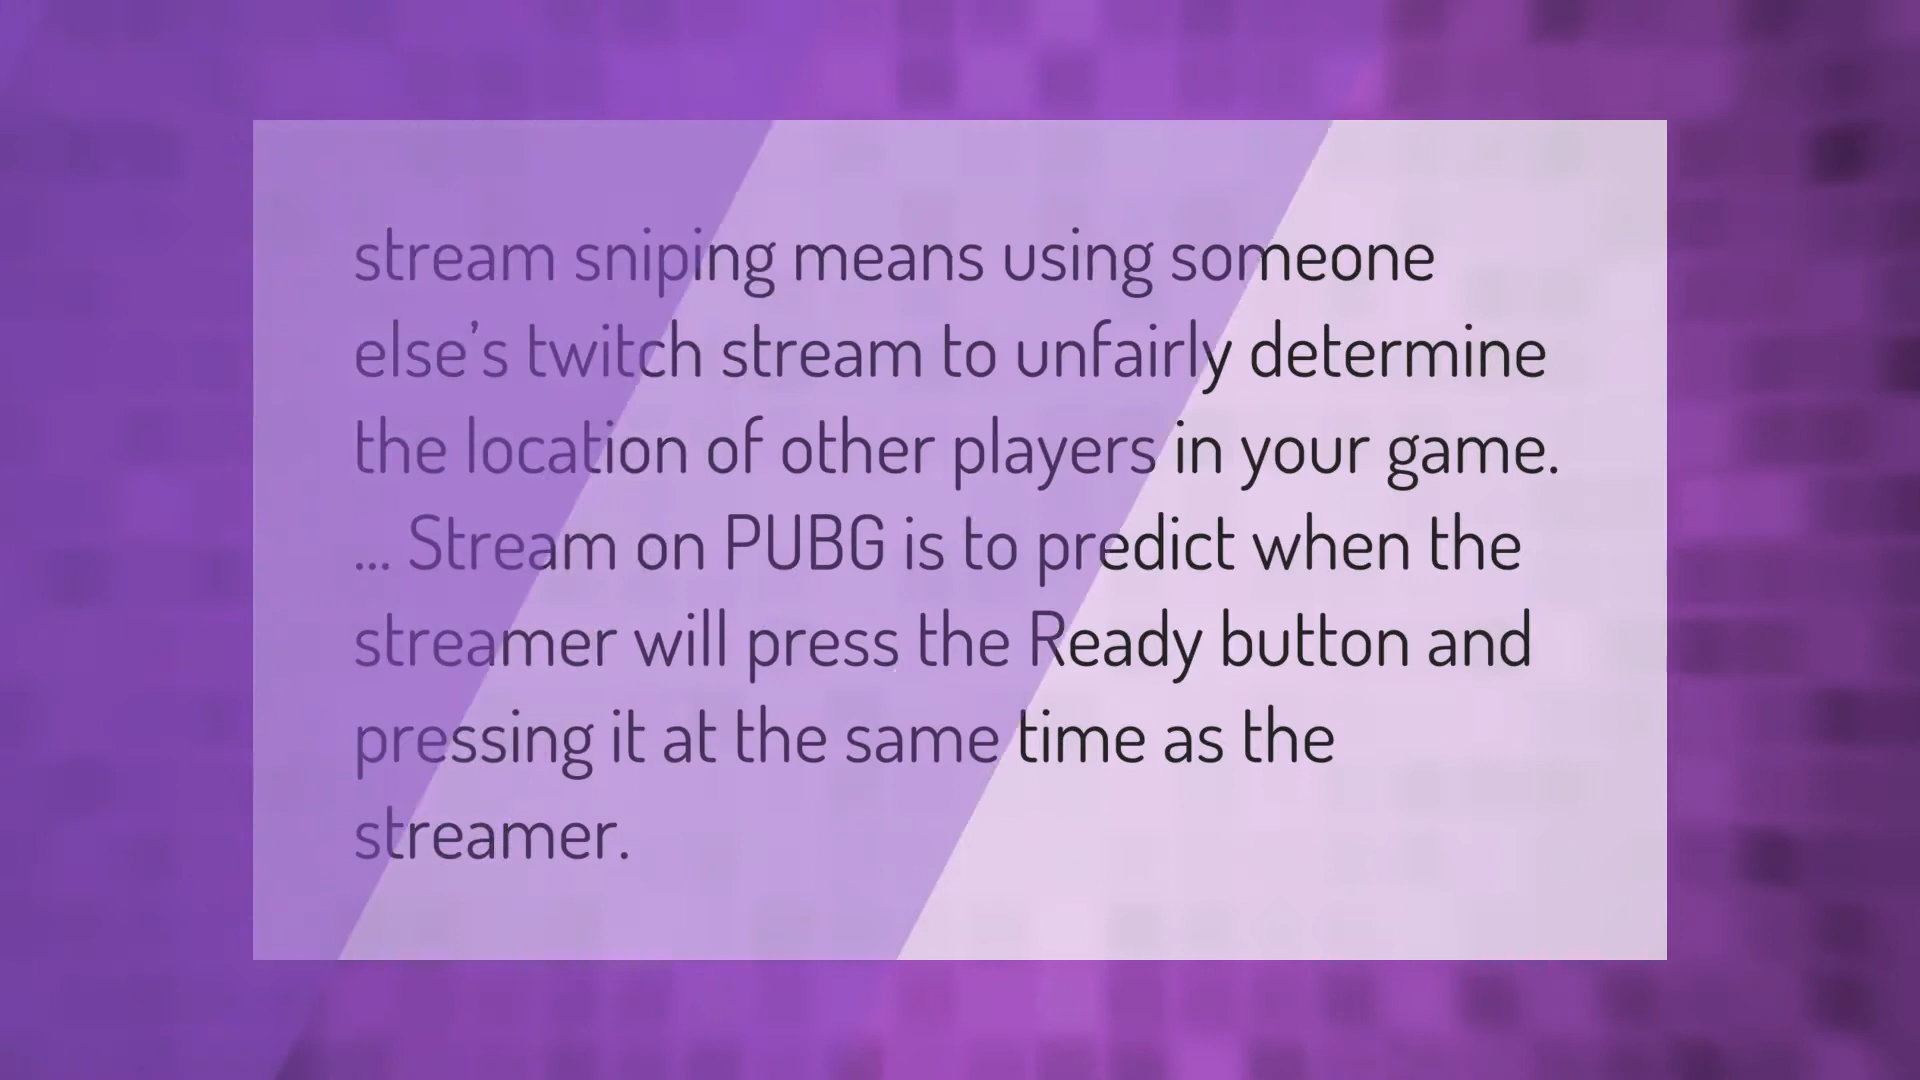 stream sniping means using someone
else’s twitch stream to unfairly determine
the location of other players in your game.
... Stream on PUBG is to predict when the
streamer will press the Ready button and
pressing it at the same time as the
streamer.